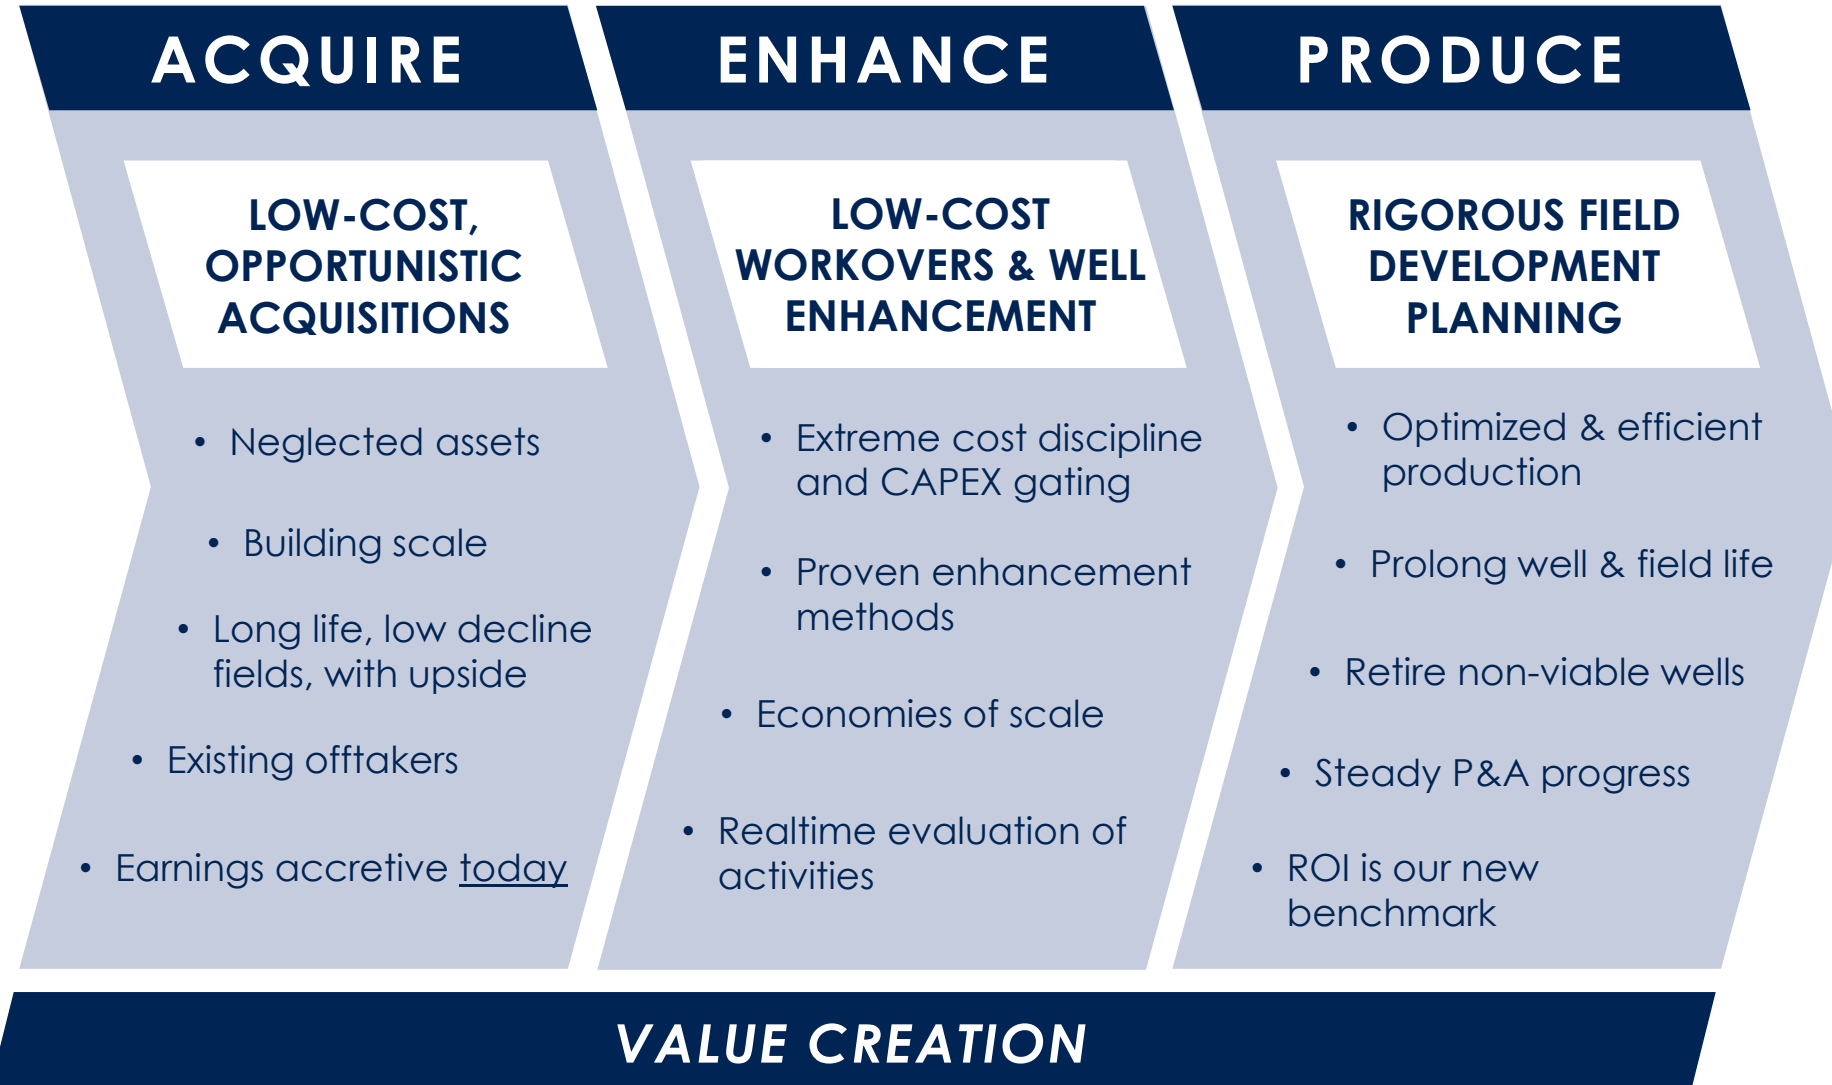 ACQUIRE
LOW-COST,
OPPORTUNISTIC
ACQUISITIONS
• Neglected assets
• Building scale
• Long life, low decline
fields, with upside
• Existing offtakers
• Earnings accretive today
ENHANCE
LOW-COST
WORKOVERS & WELL
ENHANCEMENT
• Extreme cost discipline
and CAPEX gating
• Proven enhancement
methods
• Economies of scale
• Realtime evaluation of
activities
PRODUCE
RIGOROUS FIELD
DEVELOPMENT
PLANNING
• Optimized & efficient
production
• Prolong well & field life
• Retire non-viable wells
• Steady P&A progress
• ROI is our new
benchmark
VALUE CREATION